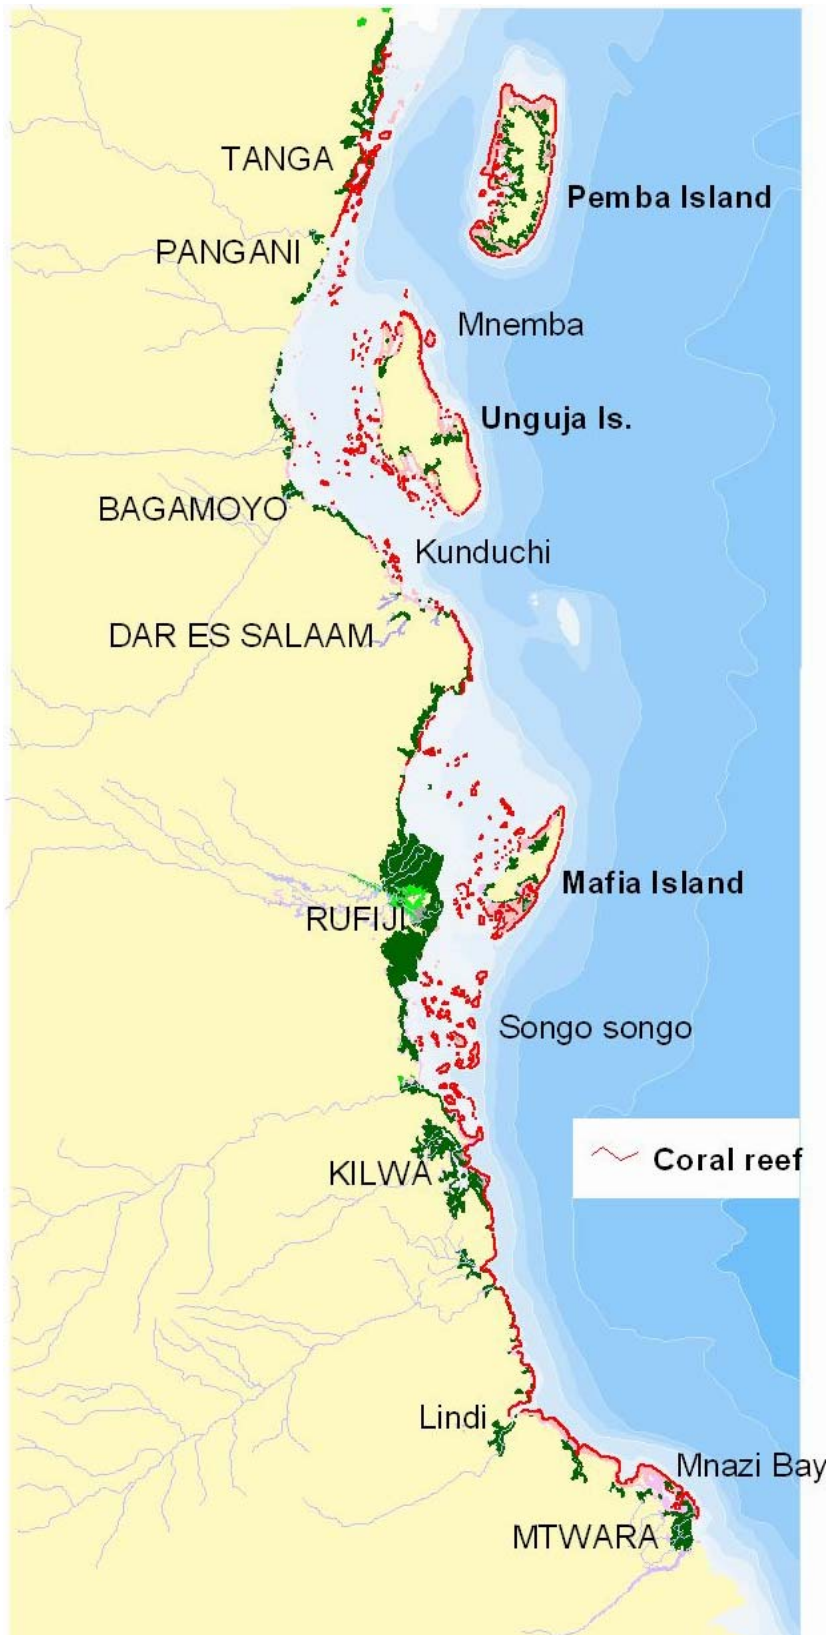 TANGA
Pemba Island
PANGANI
Mnemba
Unguja Is.
BAGAMOYO
Kunduchi
DAR ES SALAAM
Mafia Island
RUFIJI
Songo songo
Coral reef
KILWA
Lindi
Mnazi Bay
MTWARA